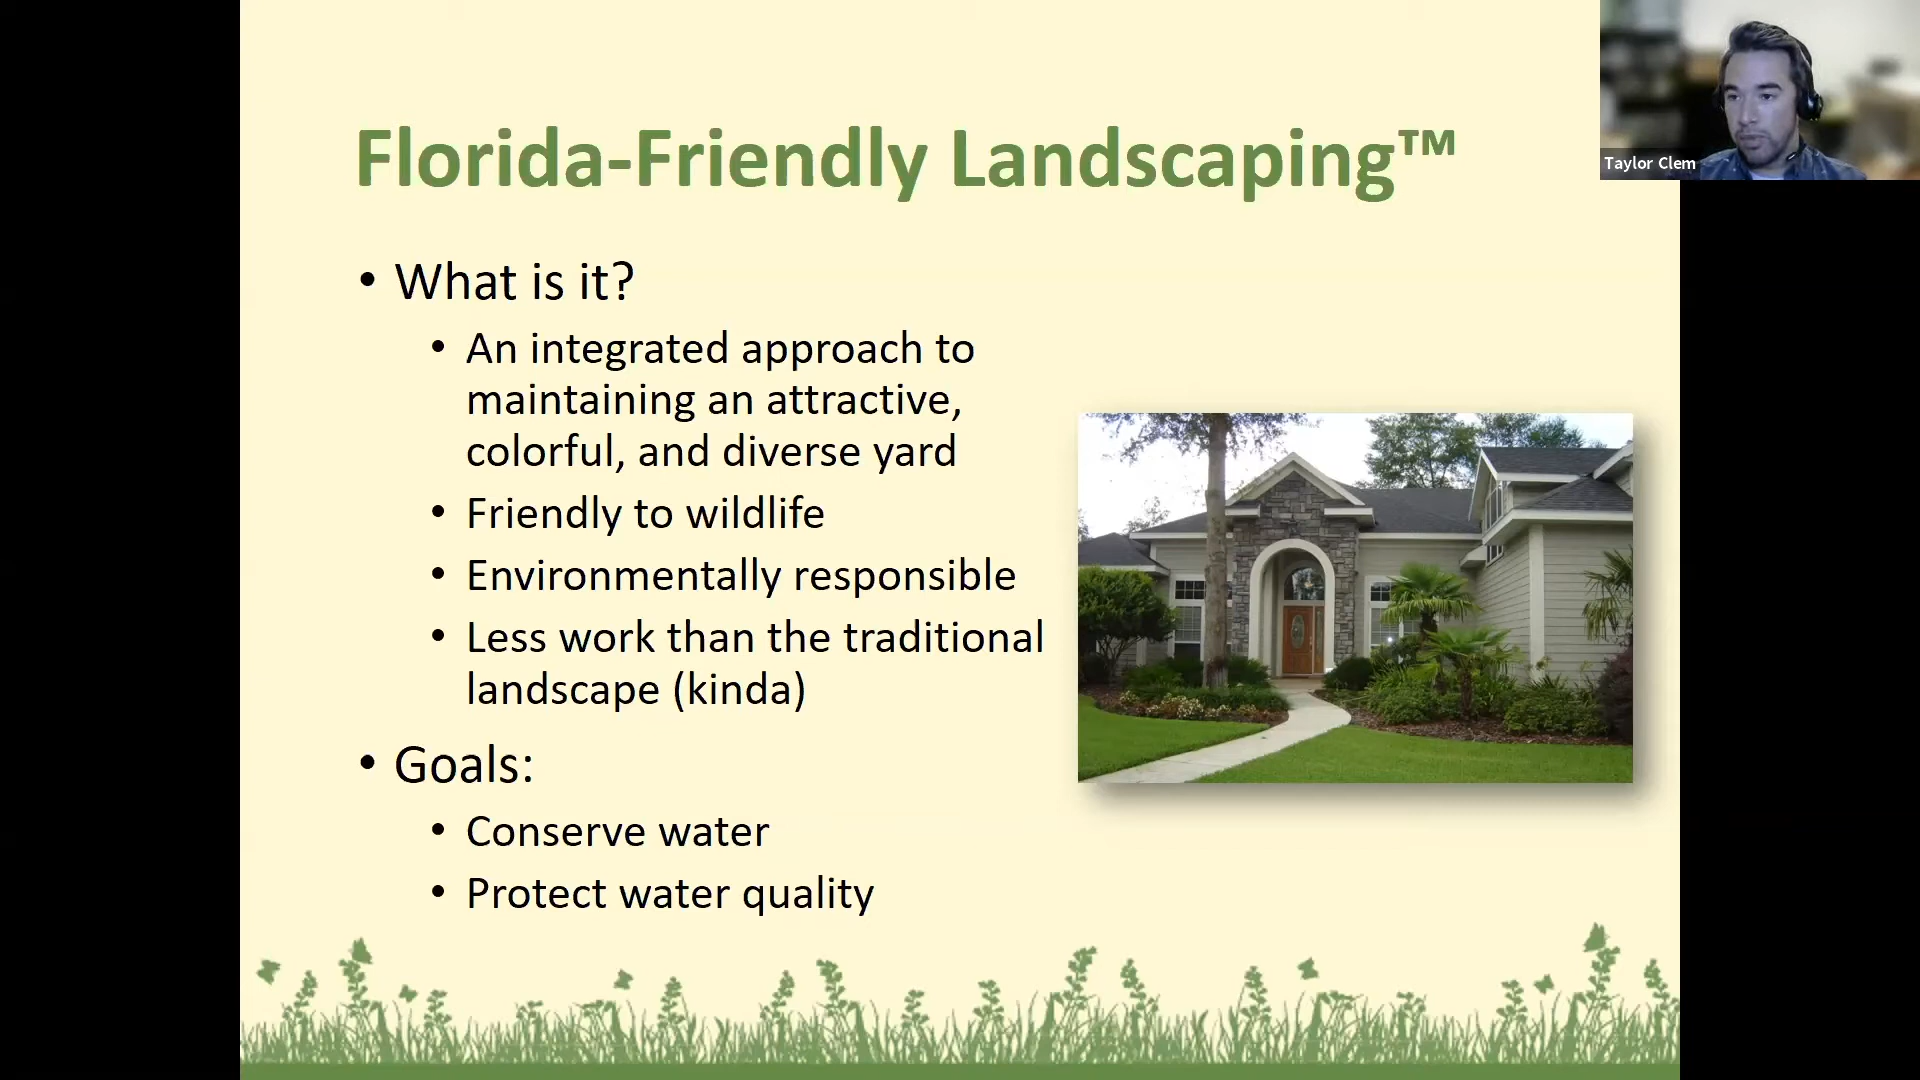 Florida-Friendly Landscaping™
Taylor Clem
• What is it?
• An integrated approach to
maintaining an attractive,
colorful, and diverse yard
• Friendly to wildlife
• Environmentally responsible
• Less work than the traditional
landscape (kinda)
• Goals:
• Conserve water
• Protect water quality